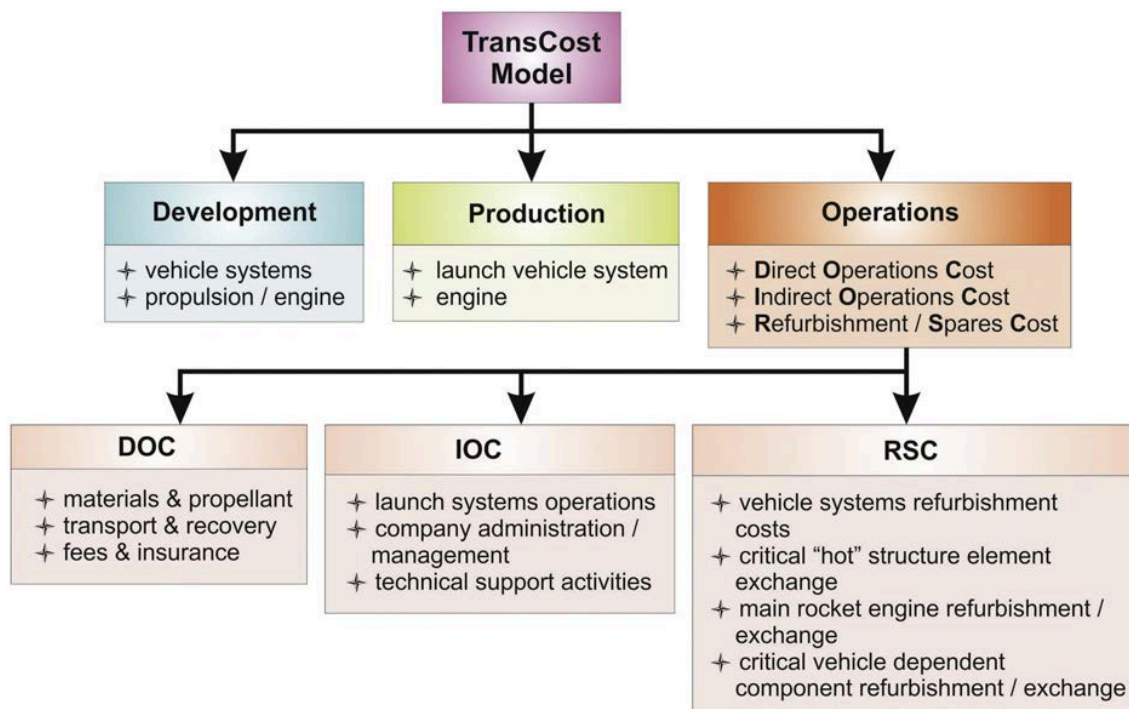 TransCost
Model
Development
vehicle systems
propulsion / engine
Production
launch vehicle system
engine
Operations
Direct Operations Cost
Indirect Operations Cost
Refurbishment / Spares Cost
DOC
materials & propellant
transport & recovery
fees & insurance
IOC
launch systems operations
company administration /
management
technical support activities
RSC
vehicle systems refurbishment
costs
critical “hot” structure element
exchange
main rocket engine refurbishment /
exchange
critical vehicle dependent
component refurbishment / exchange